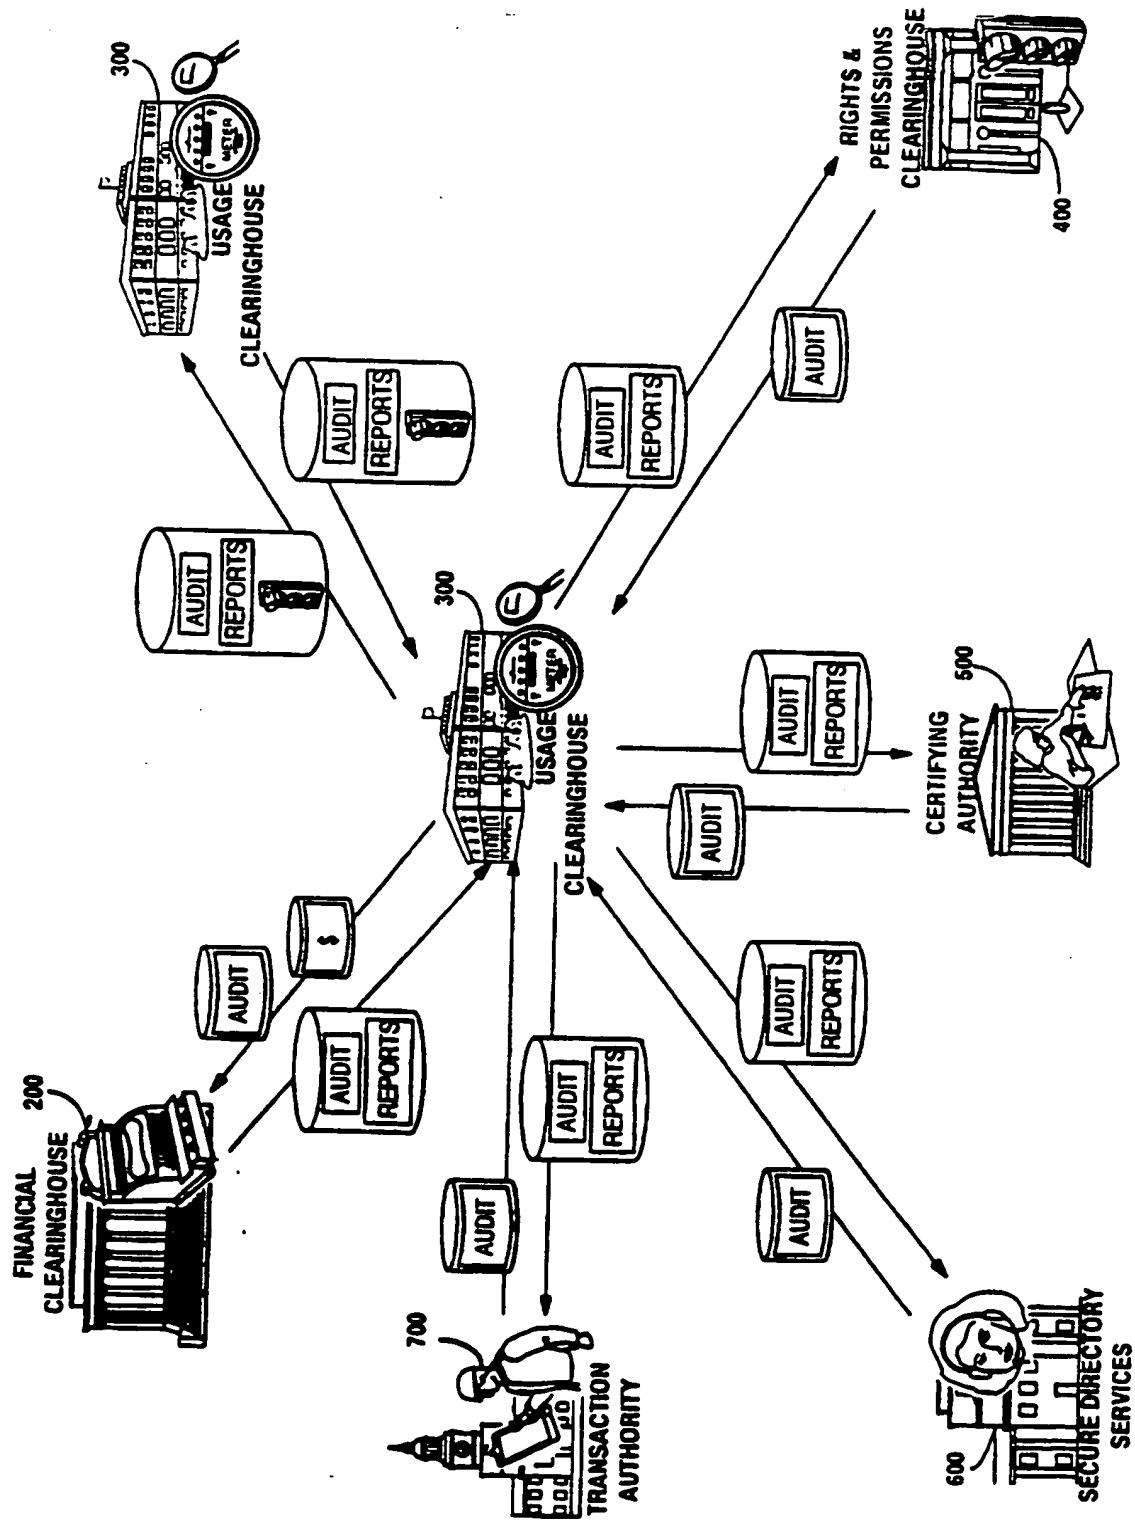 FINANCIAL
CLEARINGHOUSE
200
300
METER
USAGE
CLEARINGHOUSE
AUDIT
REPORTS
AUDIT
$
AUDIT
REPORTS
AUDIT
REPORTS
700
300
AUDIT
METER
USAGE
CLEARINGHOUSE
AUDIT
REPORTS
AUDIT
REPORTS
TRANSACTION
AUTHORITY
AUDIT
AUDIT
REPORTS
AUDIT
REPORTS
AUDIT
AUDIT
RIGHTS &
PERMISSIONS
CLEARINGHOUSE
CERTIFYING
AUTHORITY
600
500
400
SECURE DIRECTORY
SERVICES